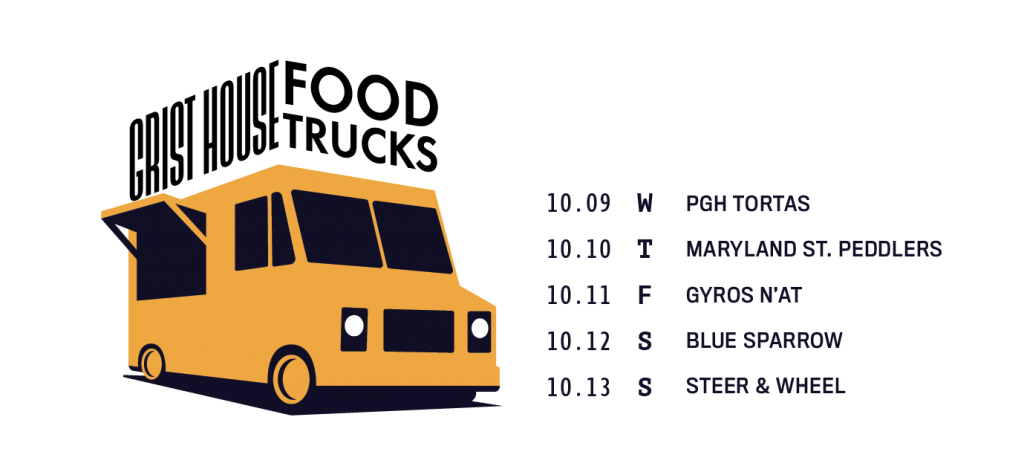 GRIST HOUSE FOOD
TRUCKS
10.09 W PGH TORTAS
10.10 T MARYLAND ST. PEDDLERS
10.11 F GYROS N'AT
10.12 S BLUE SPARROW
10.13 S STEER & WHEEL